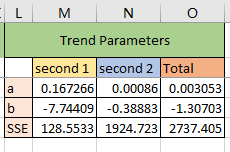 L M N O
Trend Parameters
second 1 second 2 Total
a 0.167266 0.00086 0.003053
b -7.74409 -0.38883 -1.30703
SSE 128.5533 1924.723 2737.405